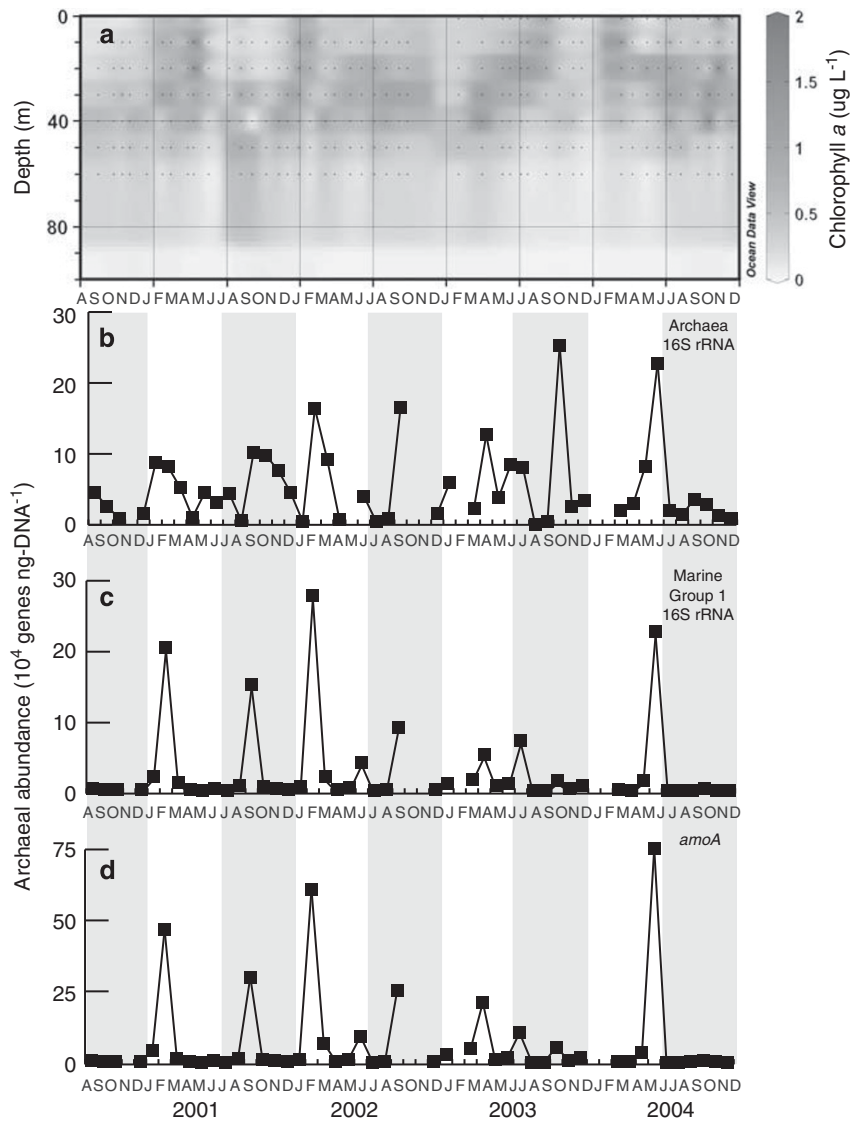 a
0
40
80
Depth (m)
2
1.5
1
0.5
0
Chlorophyll a (ug L-1)
Ocean Data View
A S O N D J F M A M J J A S O N D J F M A M J J A S O N D J F M A M J J A S O N D J F M A M J J A S O N D
b
Archaea
16S rRNA
30
20
10
0
A S O N D J F M A M J J A S O N D J F M A M J J A S O N D J F M A M J J A S O N D J F M A M J J A S O N D
Archaeal abundance (10⁴ genes ng-DNA-1)
c
Marine
Group 1
16S rRNA
30
20
10
0
A S O N D J F M A M J J A S O N D J F M A M J J A S O N D J F M A M J J A S O N D J F M A M J J A S O N D
d
amoA
75
50
25
0
A S O N D J F M A M J J A S O N D J F M A M J J A S O N D J F M A M J J A S O N D J F M A M J J A S O N D
2001 2002 2003 2004